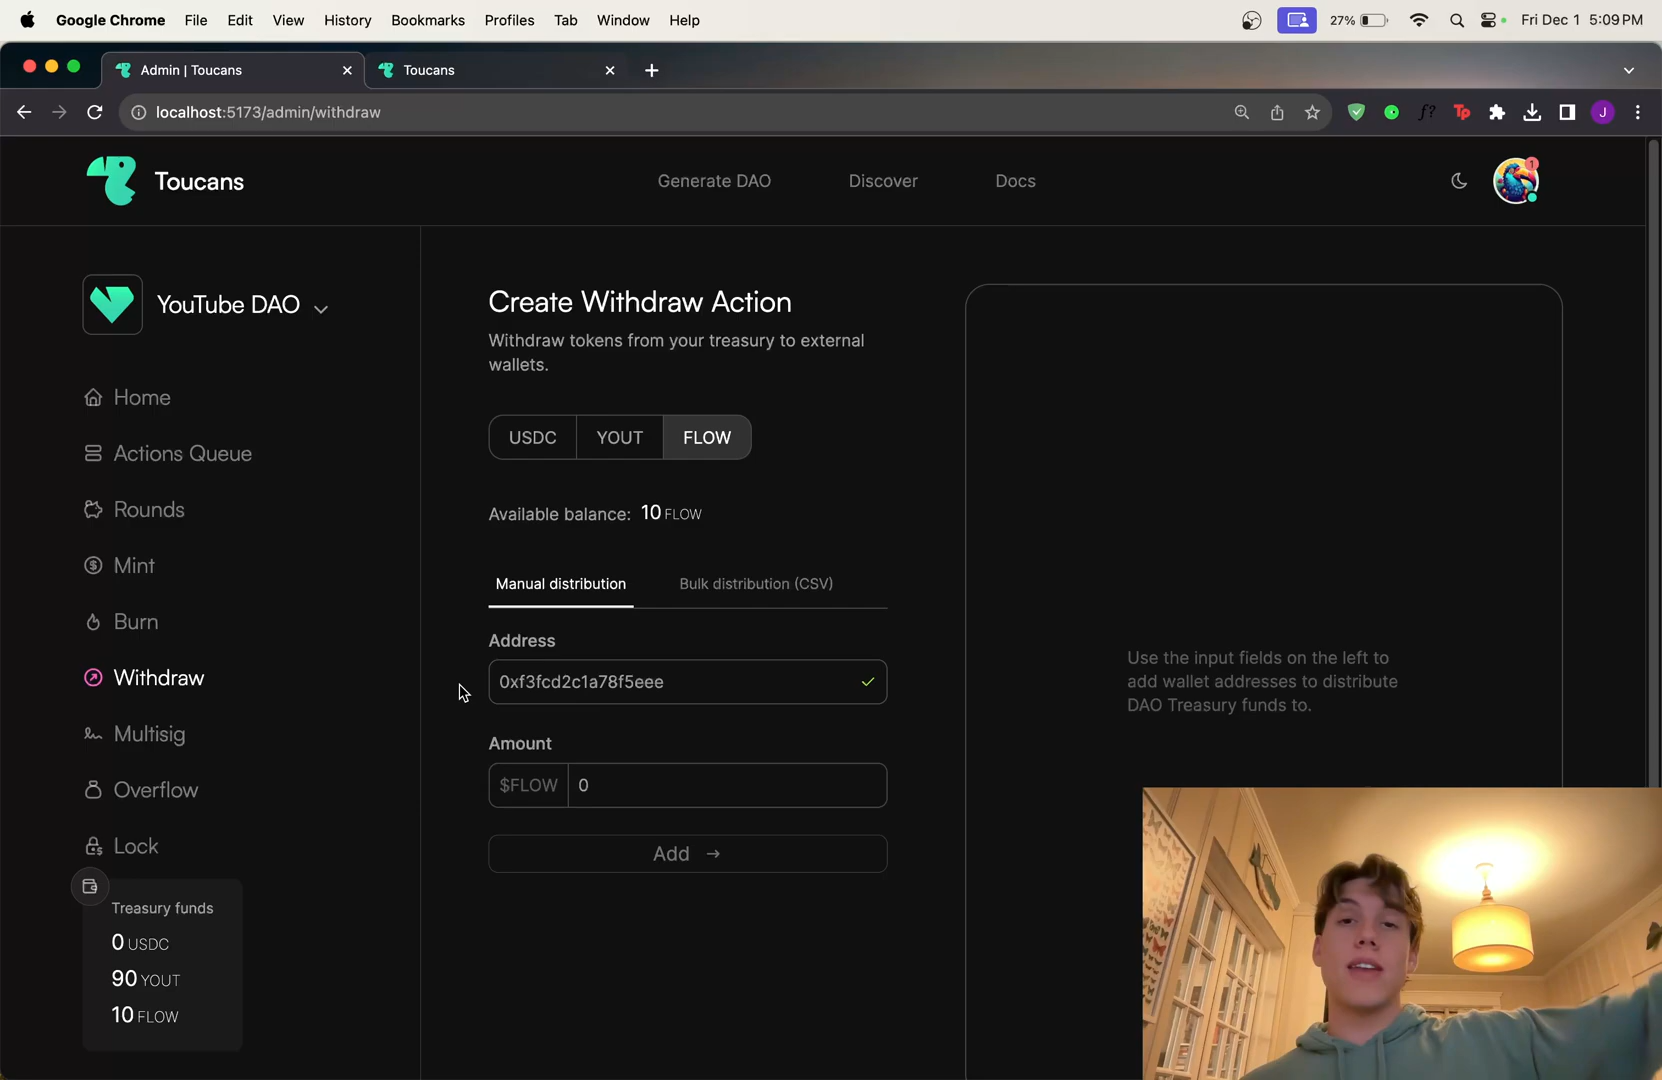 Google Chrome File Edit View History Bookmarks Profiles Tab Window Help 27% Fri Dec 1 5:09 PM
Admin | Toucans Toucans
localhost:5173/admin/withdraw f? Tp J
Toucans Generate DAO Discover Docs 1
YouTube DAO
Home
Actions Queue
Rounds
Mint
Burn
Withdraw
Multisig
Overflow
Lock
Treasury funds
0 USDC
90 YOUT
10 FLOW
Create Withdraw Action
Withdraw tokens from your treasury to external
wallets.
USDC YOUT FLOW
Available balance: 10 FLOW
Manual distribution Bulk distribution (CSV)
Address
0xf3fcd2c1a78f5eee
Amount
$FLOW 0
Add →
Use the input fields on the left to
add wallet addresses to distribute
DAO Treasury funds to.